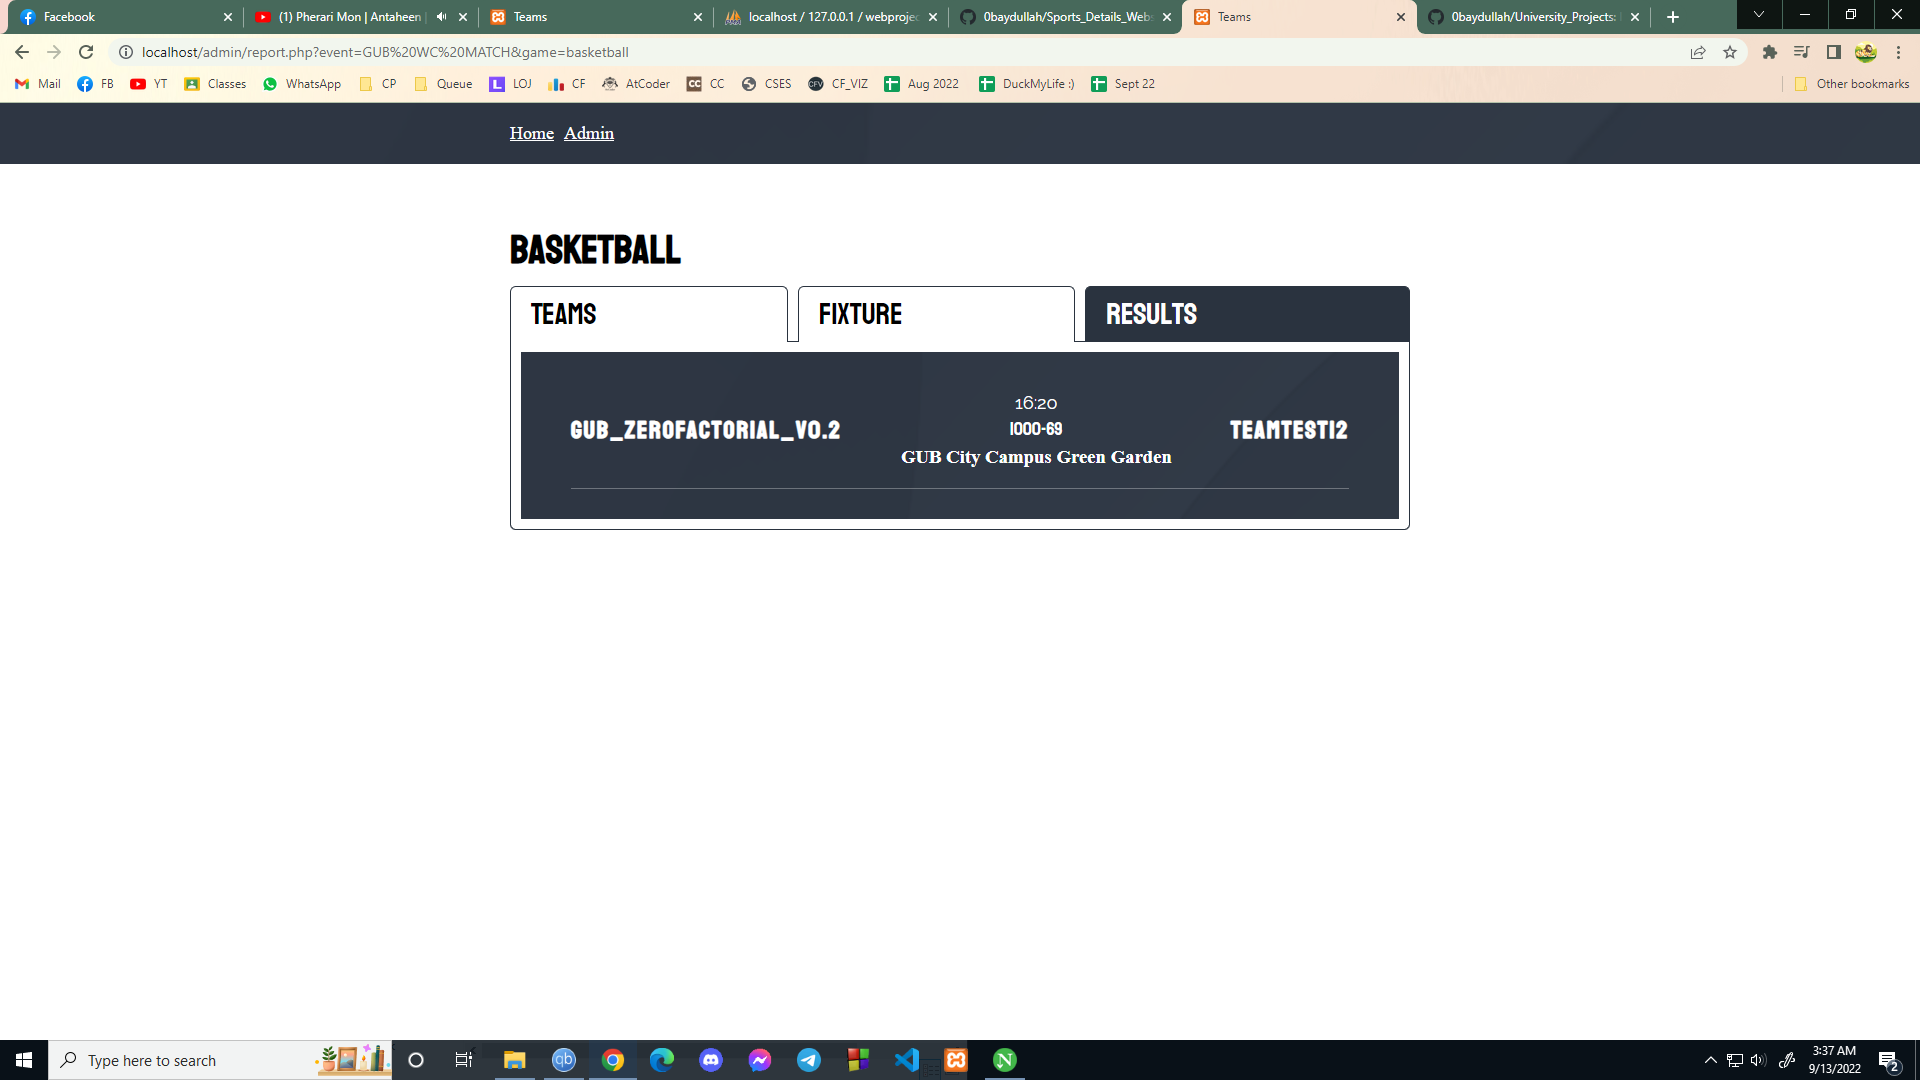 Facebook
(1) Pherari Mon | Antaheen |
Teams
localhost / 127.0.0.1 / webprojec
0baydullah/Sports_Details_Webs
Teams
0baydullah/University_Projects:
localhost/admin/report.php?event=GUB%20WC%20MATCH&game=basketball
Mail
FB
YT
Classes
WhatsApp
CP
Queue
LOJ
CF
AtCoder
CC
CSES
CF_VIZ
Aug 2022
DuckMyLife :)
Sept 22
Other bookmarks
Home
Admin
BASKETBALL
TEAMS
FIXTURE
RESULTS
GUB_ZEROFACTORIAL_V0.2
16:20
1000-69
GUB City Campus Green Garden
TEAMTEST12
Type here to search
3:37 AM
9/13/2022
2